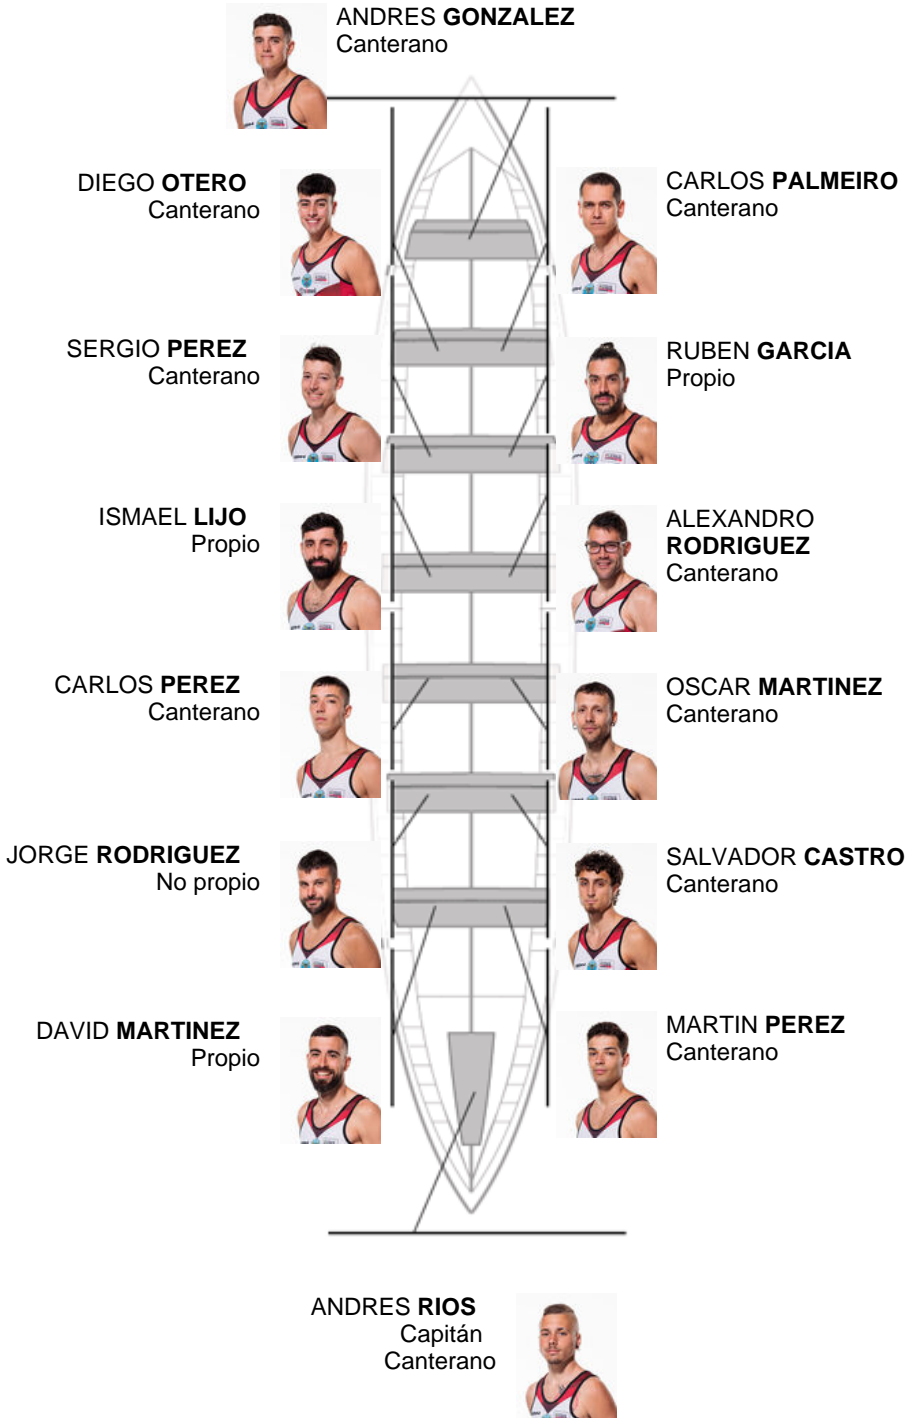 ANDRES GONZALEZ
Canterano
DIEGO OTERO
Canterano
CARLOS PALMEIRO
Canterano
SERGIO PEREZ
Canterano
RUBEN GARCIA
Propio
ISMAEL LIJO
Propio
ALEXANDRO
RODRIGUEZ
Canterano
CARLOS PEREZ
Canterano
OSCAR MARTINEZ
Canterano
JORGE RODRIGUEZ
No propio
SALVADOR CASTRO
Canterano
DAVID MARTINEZ
Propio
MARTIN PEREZ
Canterano
ANDRES RIOS
Capitán
Canterano